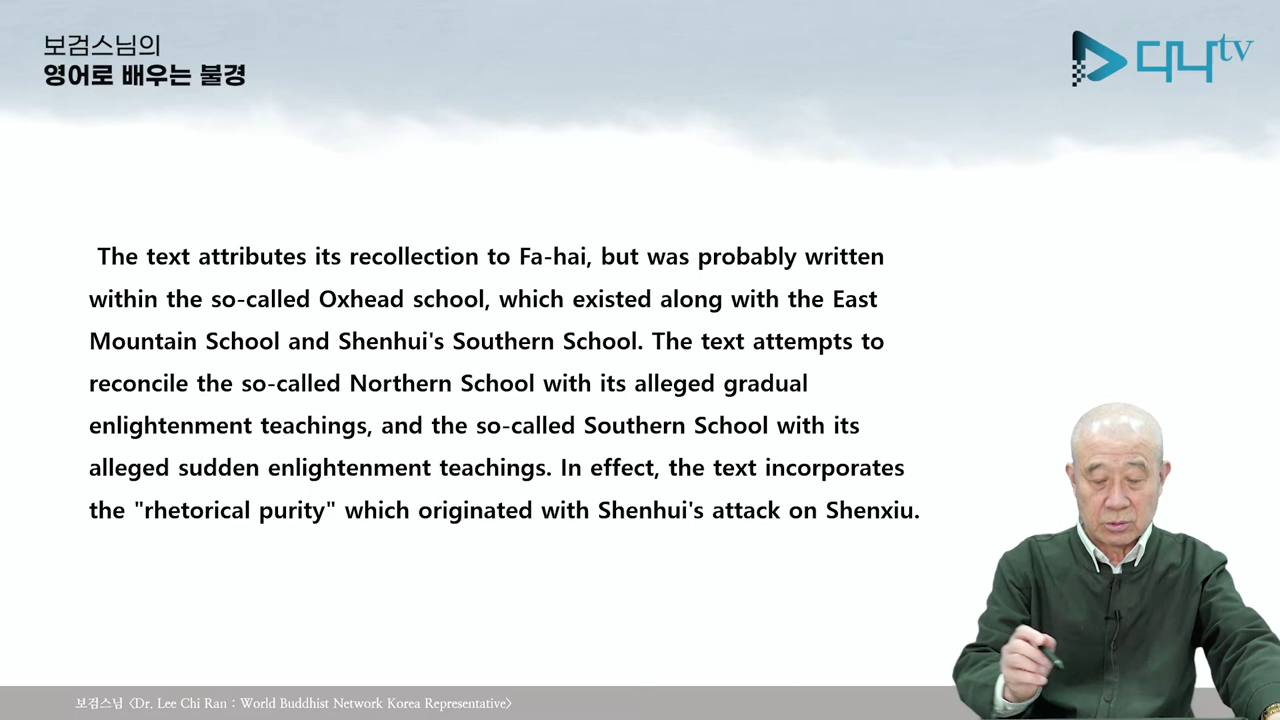 보검스님의
영어로 배우는 불경
디나tv
The text attributes its recollection to Fa-hai, but was probably written
within the so-called Oxhead school, which existed along with the East
Mountain School and Shenhui's Southern School. The text attempts to
reconcile the so-called Northern School with its alleged gradual
enlightenment teachings, and the so-called Southern School with its
alleged sudden enlightenment teachings. In effect, the text incorporates
the "rhetorical purity" which originated with Shenhui's attack on Shenxiu.
보검스님 <Dr. Lee Chi Ran : World Buddhist Network Korea Representative>